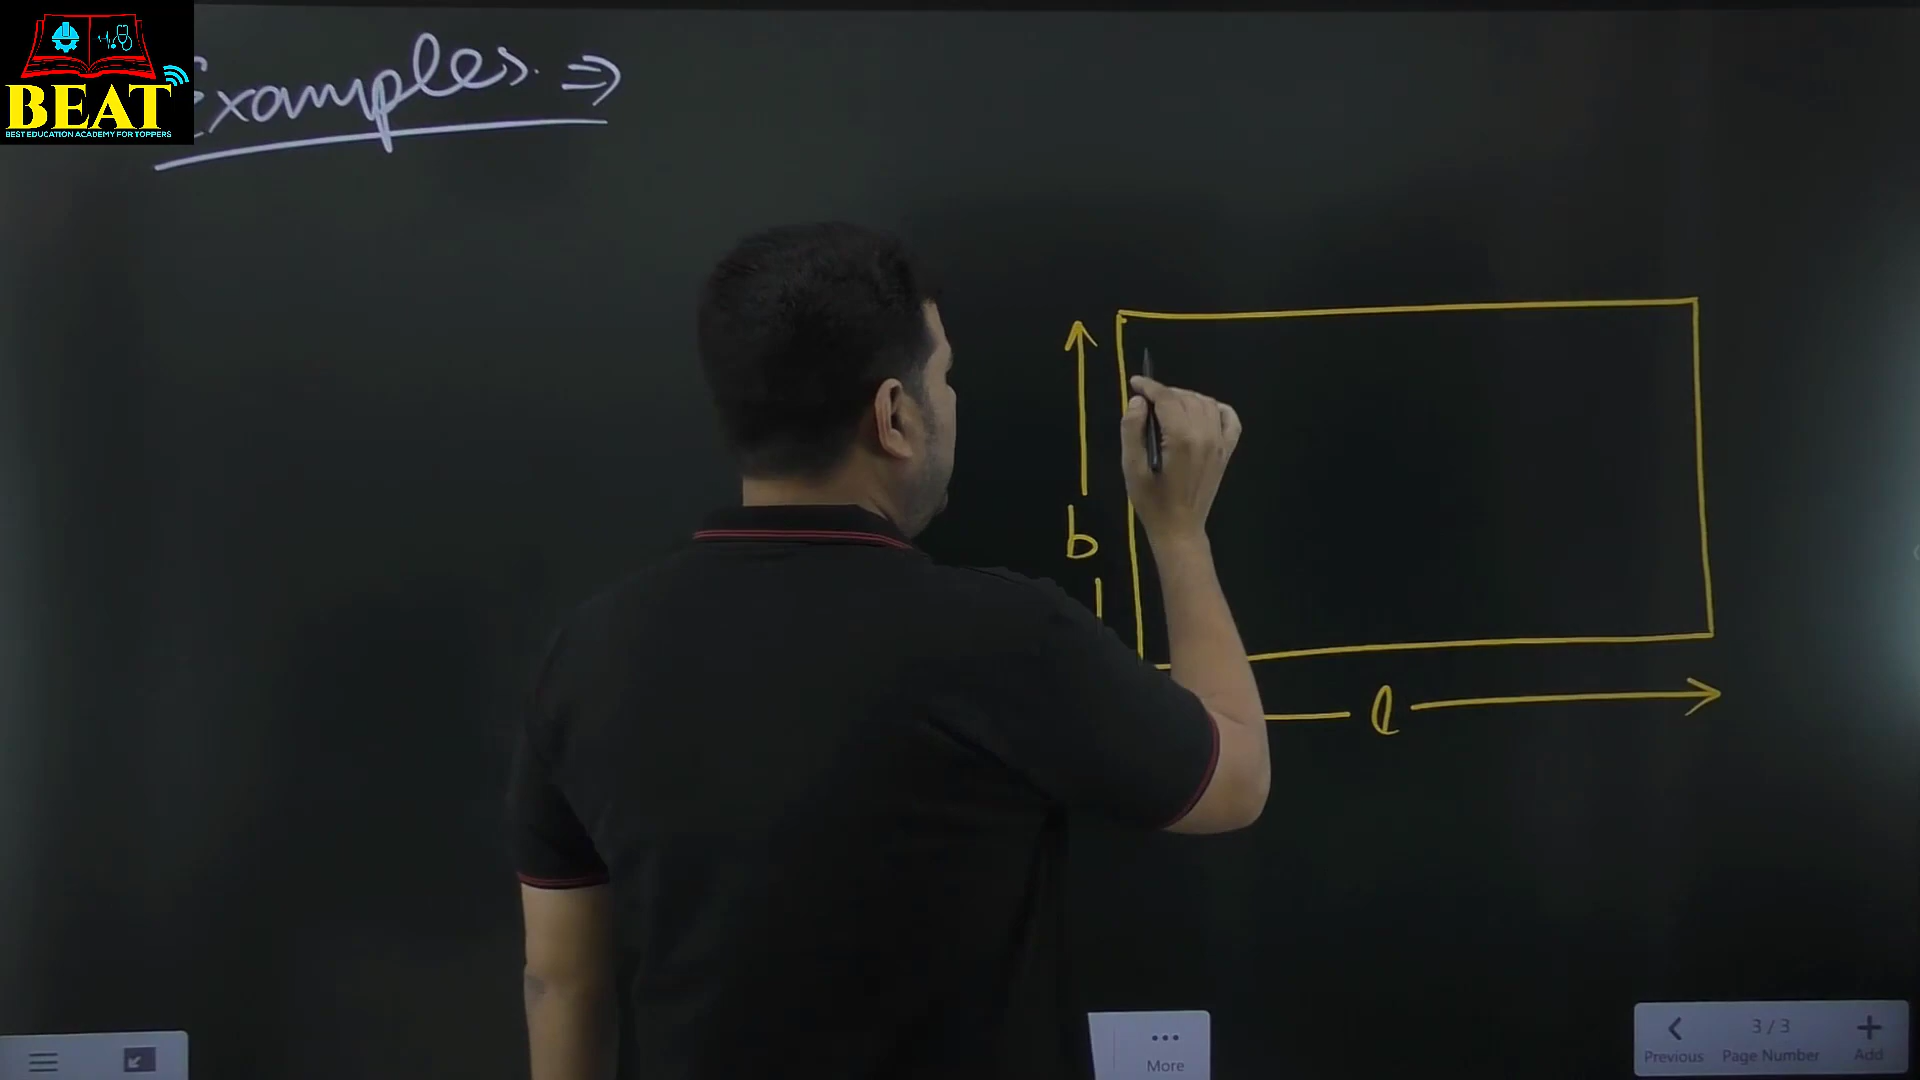 Examples. ⇒
BEAT
BEST EDUCATION ACADEMY FOR TOPPERS
b
l
3 / 3
Previous Page Number Add
More